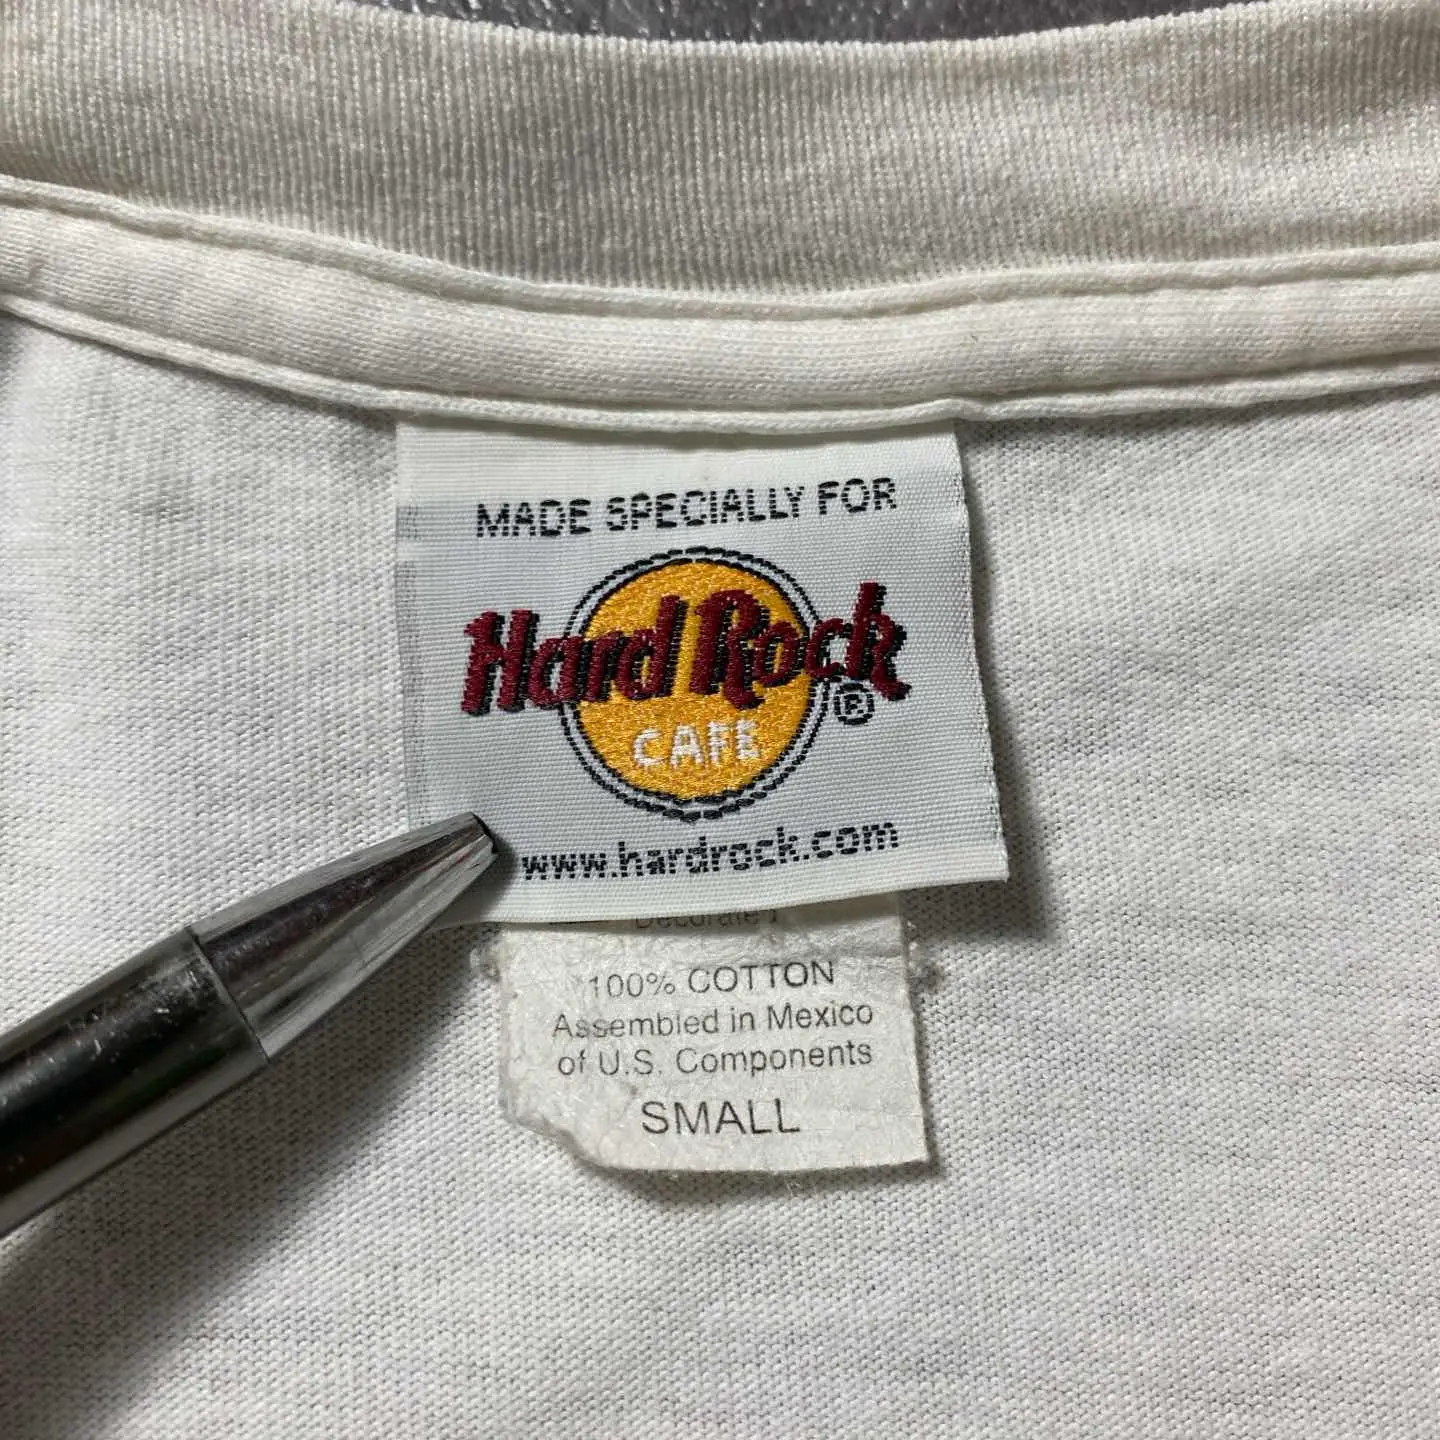 MADE SPECIALLY FOR
Hard Rock
CAFE
®
www.hardrock.com
100% COTTON
Assembled in Mexico
of U.S. Components
SMALL